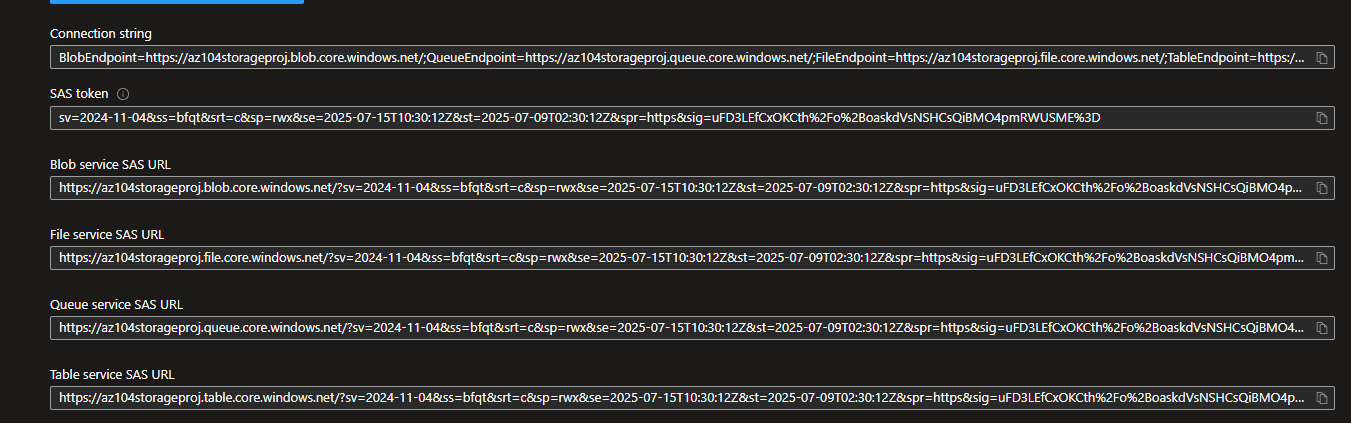 Connection string
BlobEndpoint=https://az104storageproj.blob.core.windows.net/;QueueEndpoint=https://az104storageproj.queue.core.windows.net/;FileEndpoint=https://az104storageproj.file.core.windows.net/;TableEndpoint=https:/...
SAS token
sv=2024-11-04&ss=bfqt&srt=c&sp=rwx&se=2025-07-15T10:30:12Z&st=2025-07-09T02:30:12Z&spr=https&sig=uFD3LEfCxOKCth%2Fo%2BoaskdVsNSHCsQiBMO4pmRWUSME%3D
Blob service SAS URL
https://az104storageproj.blob.core.windows.net/?sv=2024-11-04&ss=bfqt&srt=c&sp=rwx&se=2025-07-15T10:30:12Z&st=2025-07-09T02:30:12Z&spr=https&sig=uFD3LEfCxOKCth%2Fo%2BoaskdVsNSHCsQiBMO4p...
File service SAS URL
https://az104storageproj.file.core.windows.net/?sv=2024-11-04&ss=bfqt&srt=c&sp=rwx&se=2025-07-15T10:30:12Z&st=2025-07-09T02:30:12Z&spr=https&sig=uFD3LEfCxOKCth%2Fo%2BoaskdVsNSHCsQiBMO4pm...
Queue service SAS URL
https://az104storageproj.queue.core.windows.net/?sv=2024-11-04&ss=bfqt&srt=c&sp=rwx&se=2025-07-15T10:30:12Z&st=2025-07-09T02:30:12Z&spr=https&sig=uFD3LEfCxOKCth%2Fo%2BoaskdVsNSHCsQiBMO4...
Table service SAS URL
https://az104storageproj.table.core.windows.net/?sv=2024-11-04&ss=bfqt&srt=c&sp=rwx&se=2025-07-15T10:30:12Z&st=2025-07-09T02:30:12Z&spr=https&sig=uFD3LEfCxOKCth%2Fo%2BoaskdVsNSHCsQiBMO4p...